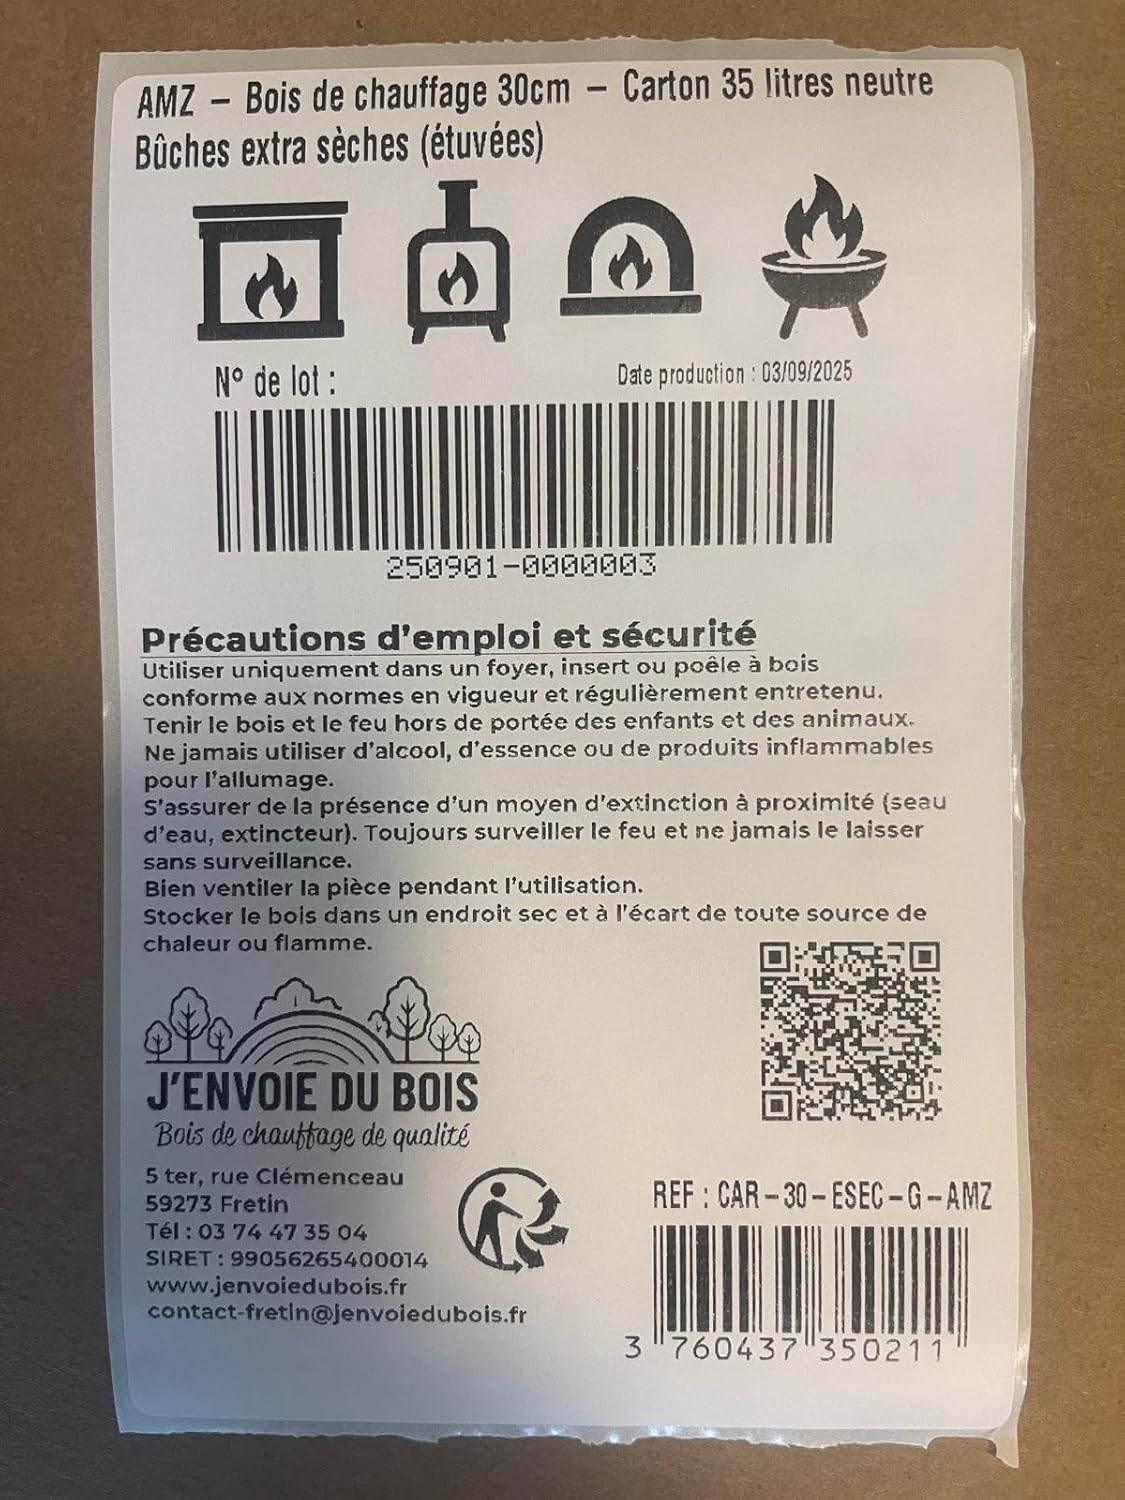 AMZ – Bois de chauffage 30cm – Carton 35 litres neutre
Bûches extra sèches (étuvées)
N° de lot :
Date production : 03/09/2025
250901-0000003
Précautions d'emploi et sécurité
Utiliser uniquement dans un foyer, insert ou poêle à bois
conforme aux normes en vigueur et régulièrement entretenu.
Tenir le bois et le feu hors de portée des enfants et des animaux.
Ne jamais utiliser d'alcool, d'essence ou de produits inflammables
pour l'allumage.
S'assurer de la présence d'un moyen d'extinction à proximité (seau
d'eau, extincteur). Toujours surveiller le feu et ne jamais le laisser
sans surveillance.
Bien ventiler la pièce pendant l'utilisation.
Stocker le bois dans un endroit sec et à l'écart de toute source de
chaleur ou flamme.
J'ENVOIE DU BOIS
Bois de chauffage de qualité
5 ter, rue Clémenceau
59273 Fretin
Tél : 03 74 47 35 04
SIRET : 99056265400014
www.jenvoiedubois.fr
contact-fretin@jenvoiedubois.fr
REF : CAR – 30 – ESEC – G – AMZ
3 760437 350211